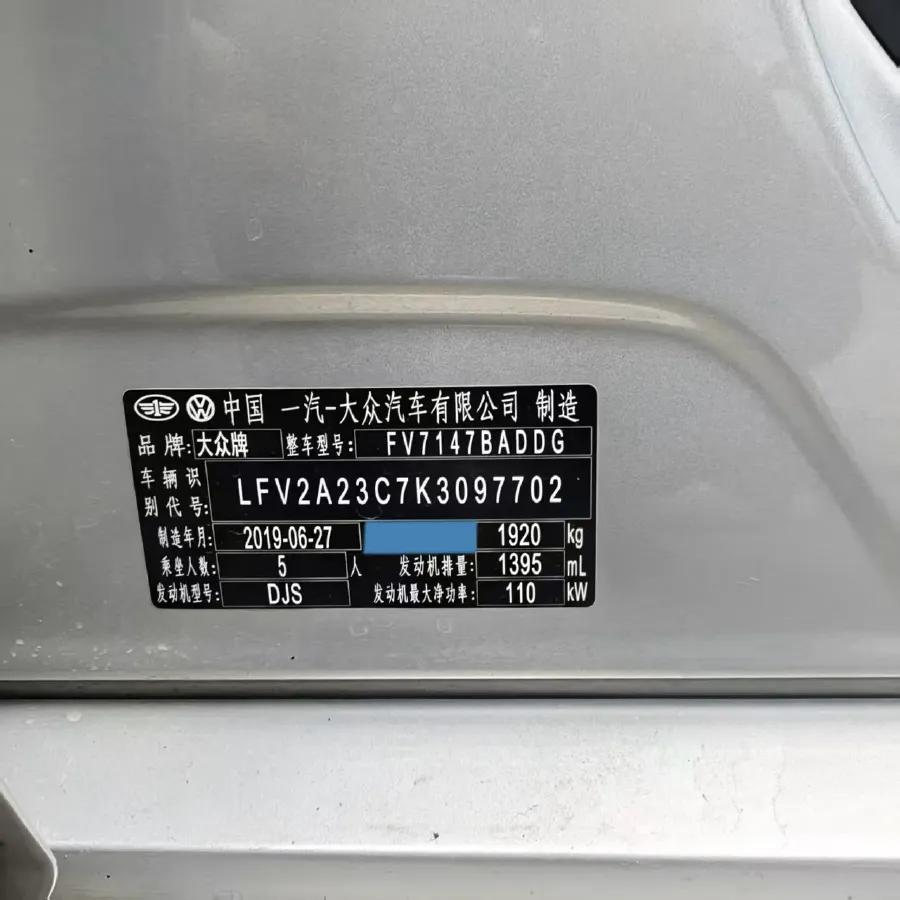 中国 一汽-大众汽车有限公司 制造
品牌: 大众牌 整车型号: FV7147BADDG
车辆识别代号: LFV2A23C7K3097702
制造年月: 2019-06-27 1920 kg
乘坐人数: 5 人 发动机排量: 1395 mL
发动机型号: DJS 发动机最大净功率: 110 kW